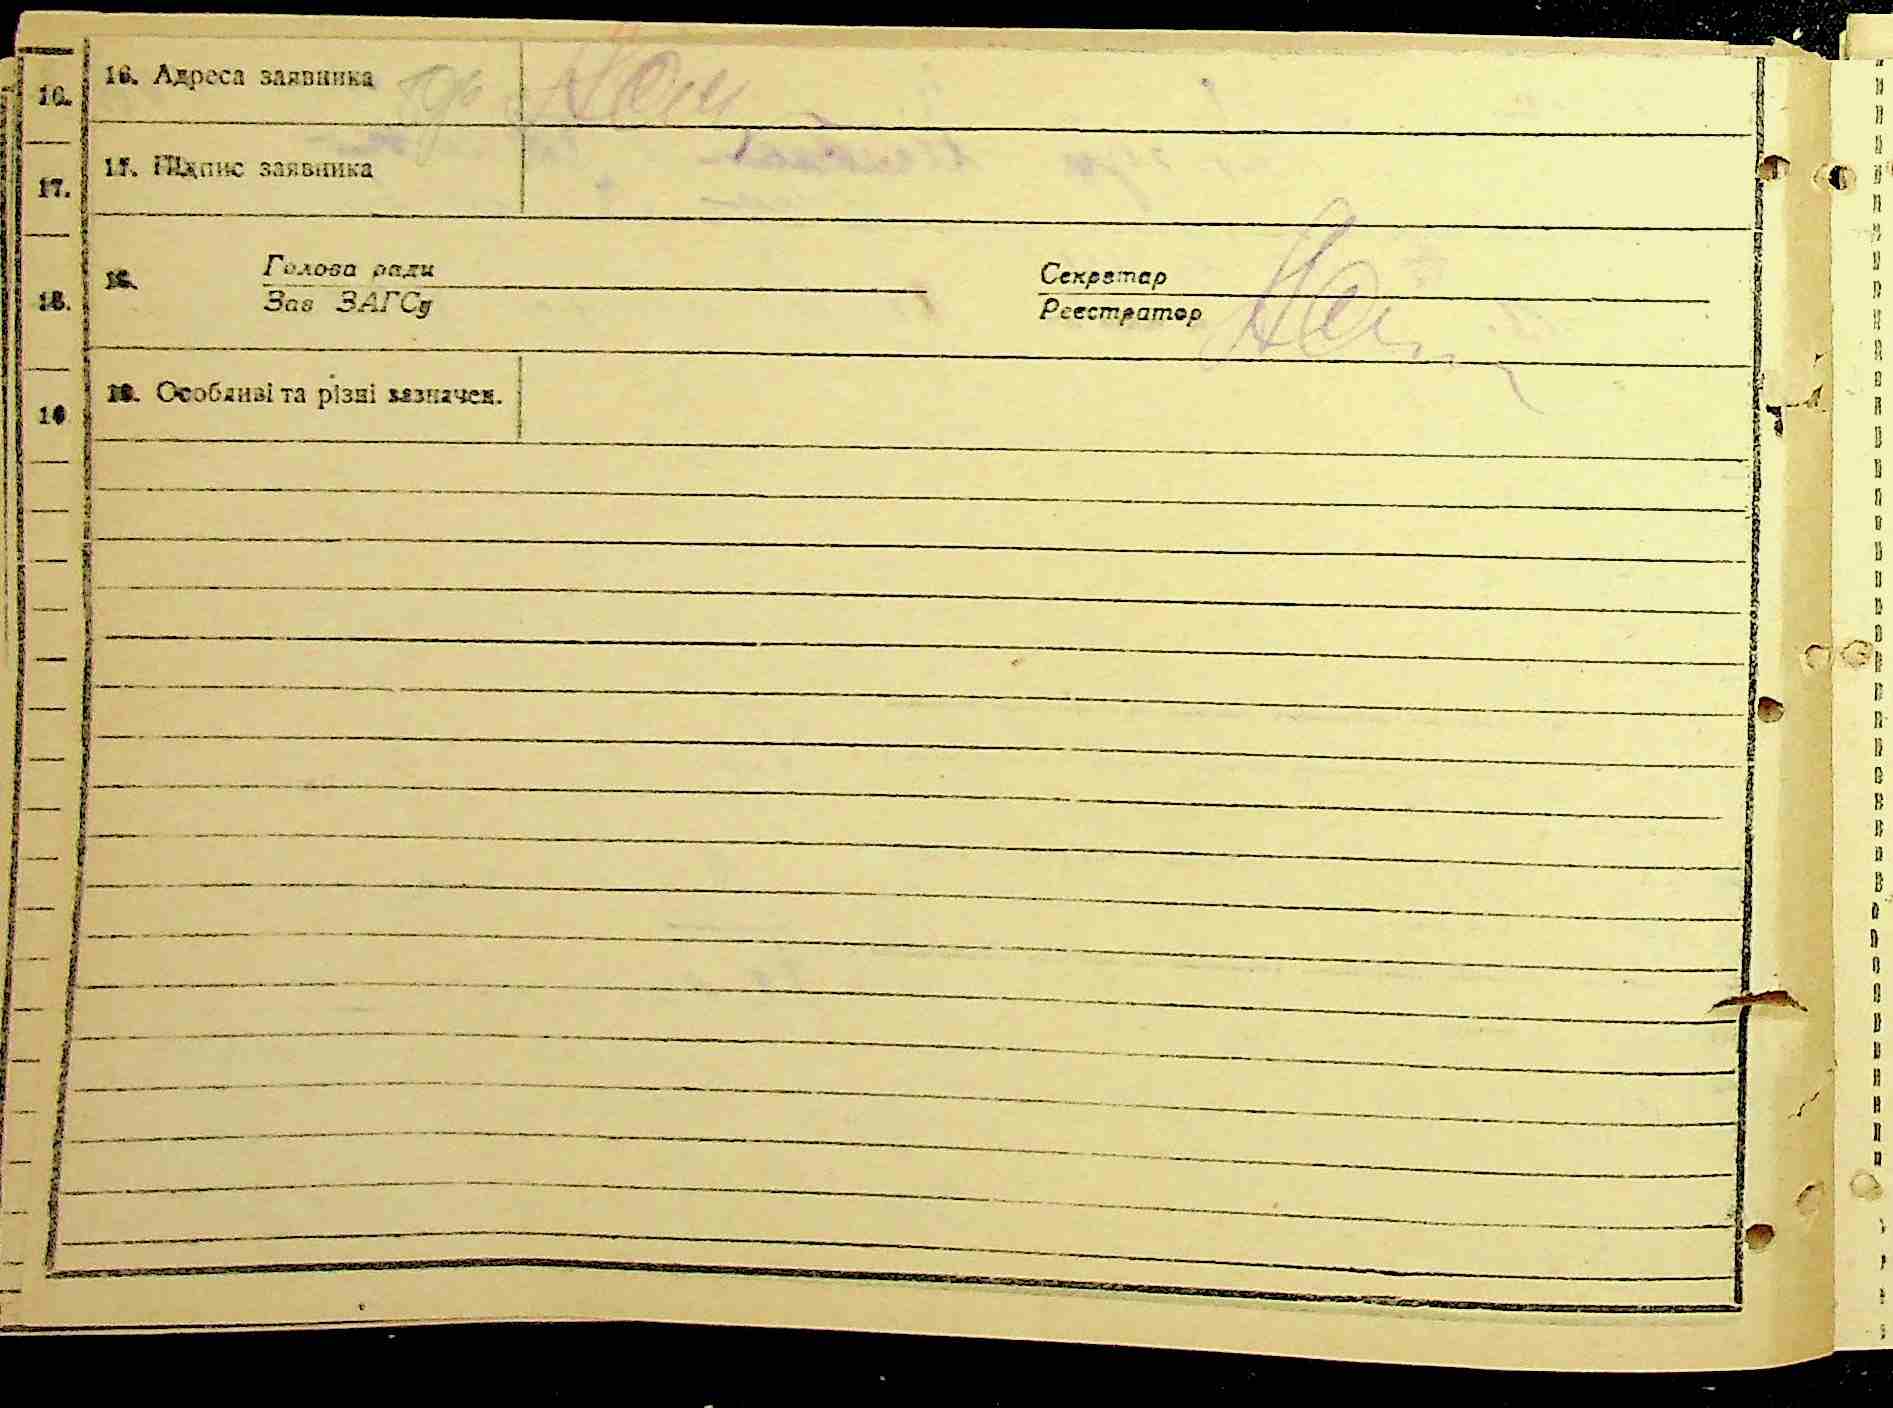 16. Адреса заявника
16.
17. Підпис заявника
17.
18. Голова ради
Зав ЗАГСу
Секретар
Реєстратор
18.
19. Особливі та різні зазначен.
19